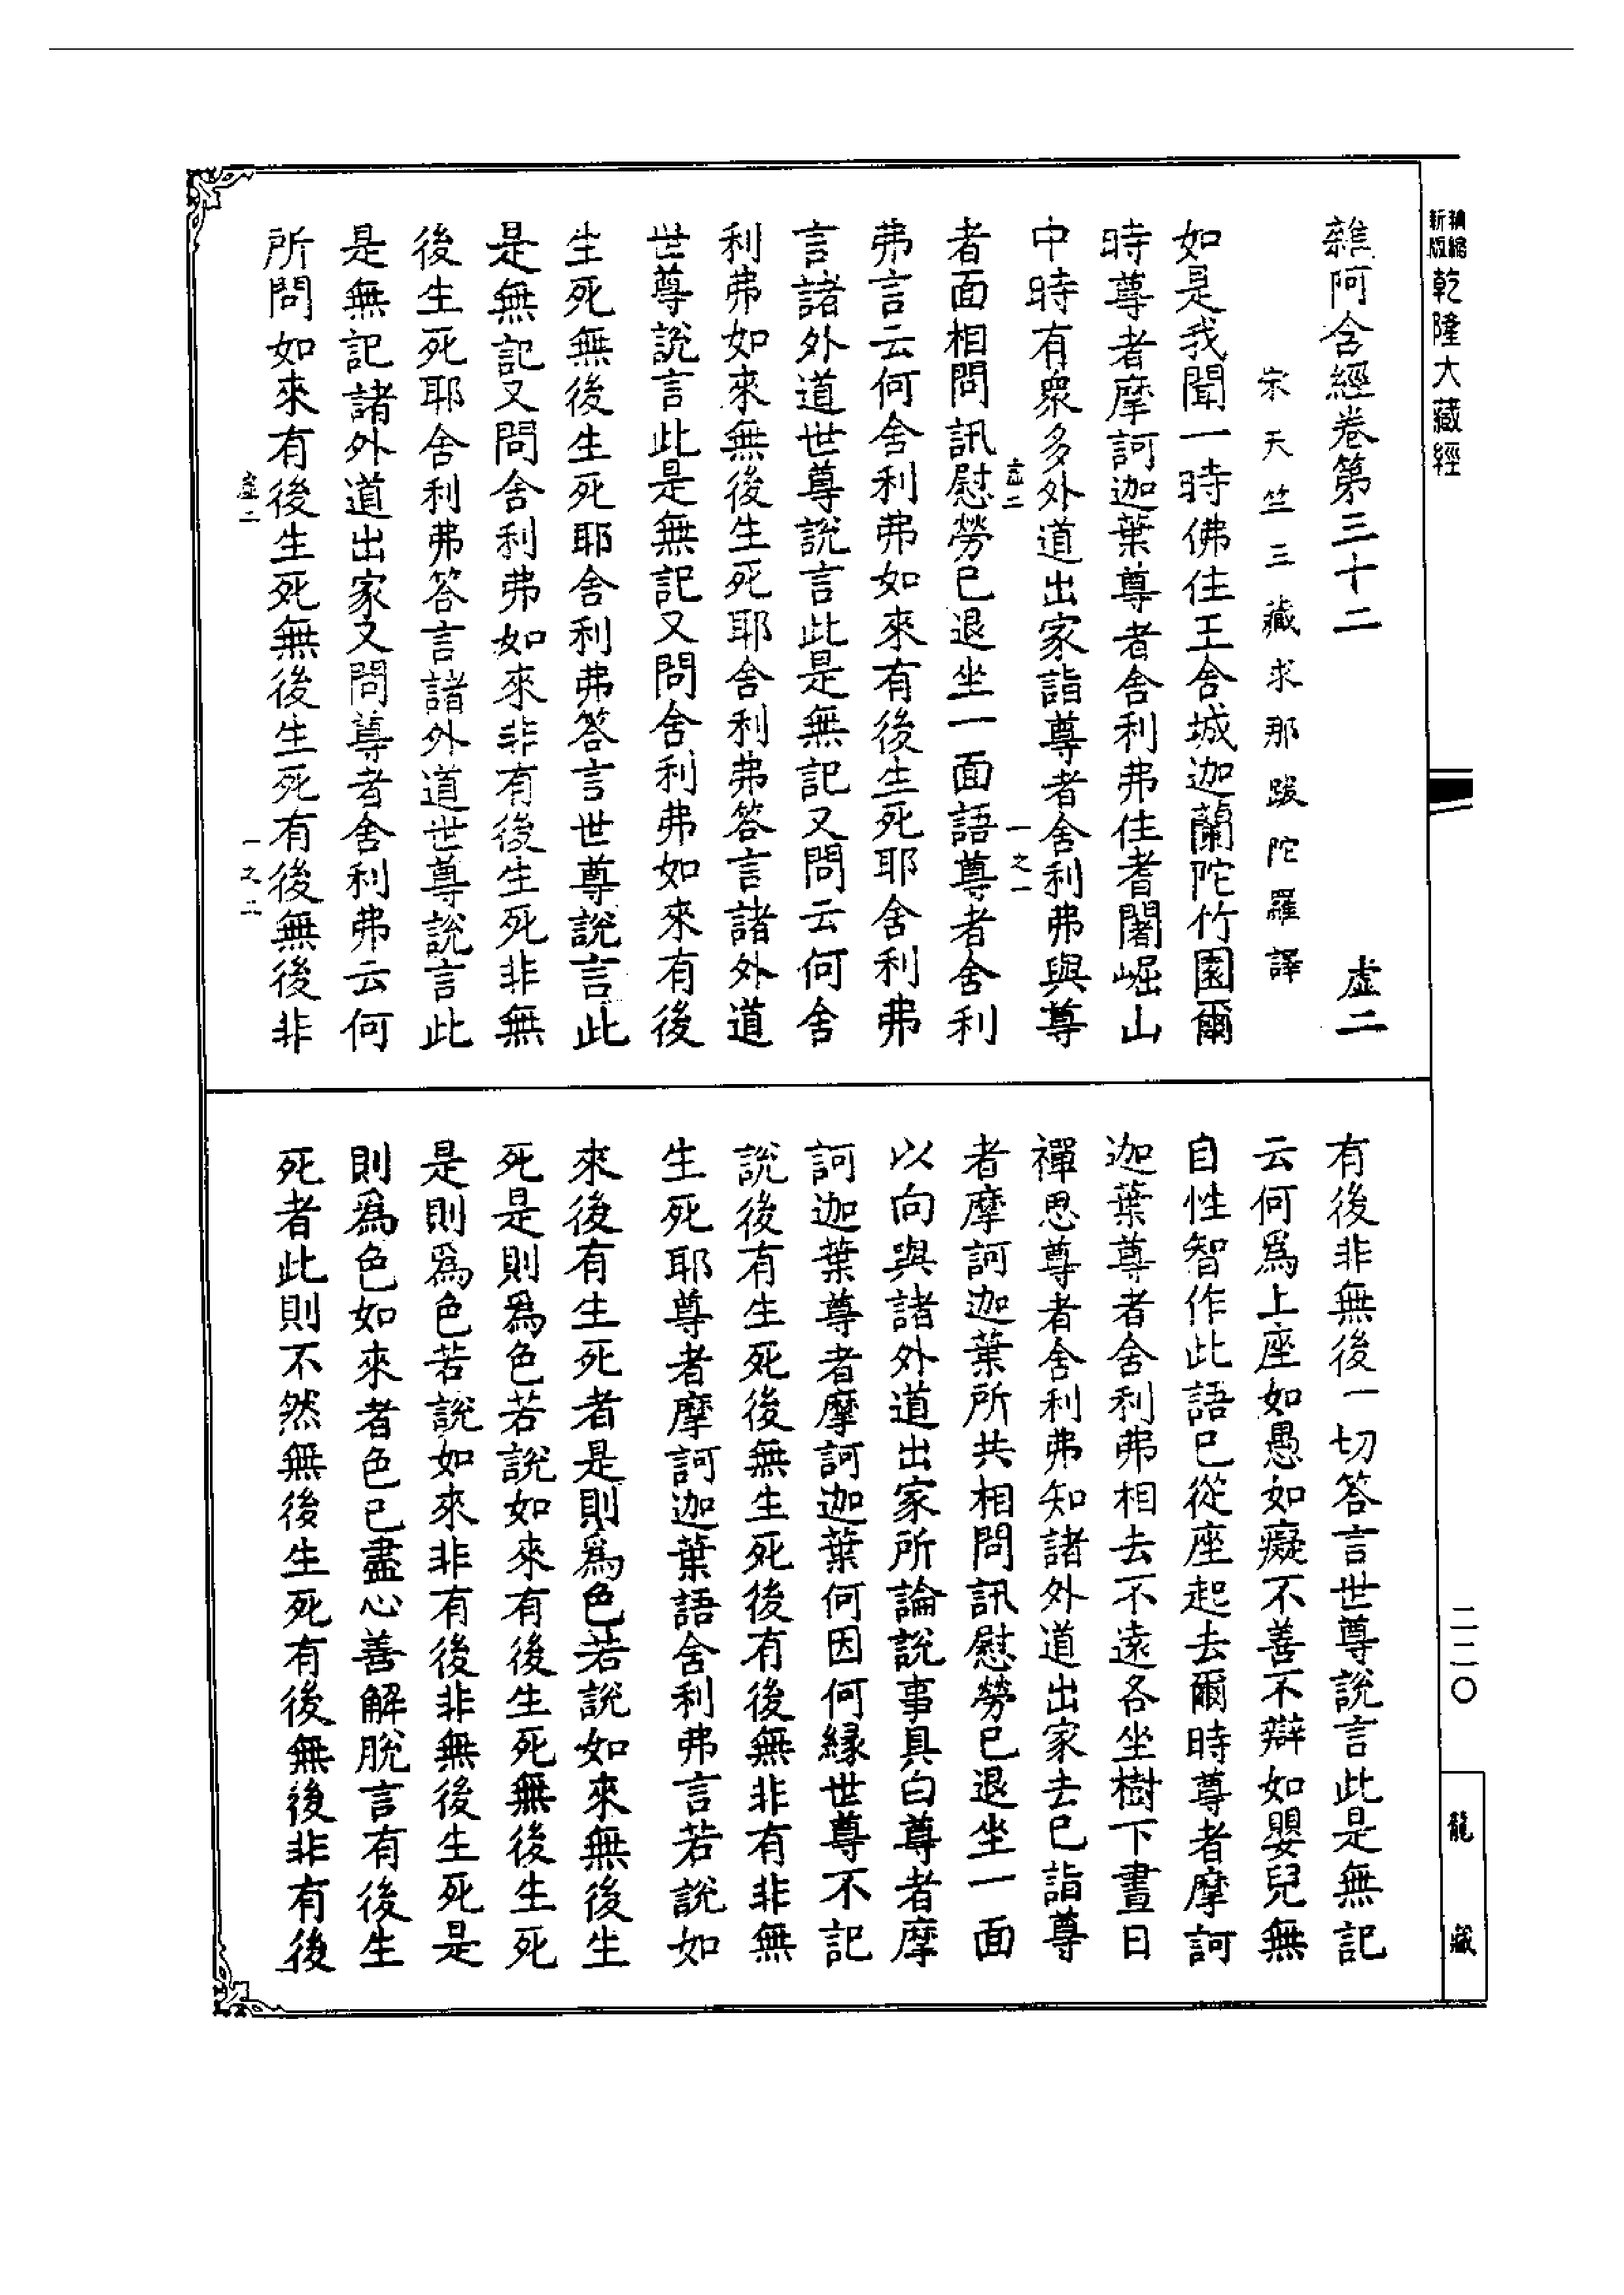 新版精縮乾隆大藏經
雜阿含經卷第三十二　虛二
宋天竺三藏求那跋陀羅譯
如是我聞一時佛住王舍城迦蘭陀竹園爾
時尊者摩訶迦葉尊者舍利弗住耆闍崛山
中時有衆多外道出家詣尊者舍利弗與尊
虛二　一之一
者面相問訊慰勞已退坐一面語尊者舍利
弗言云何舍利弗如來有後生死耶舍利弗
言諸外道世尊說言此是無記又問云何舍
利弗如來無後生死耶舍利弗答言諸外道
世尊說言此是無記又問舍利弗如來有後
生死無後生死耶舍利弗答言世尊說言此
是無記又問舍利弗如來非有後生死非無
後生死耶舍利弗答言諸外道世尊說言此
是無記諸外道出家又問尊者舍利弗云何
所問如來有後生死無後生死有後無後非
虛二　一之二
有後非無後一切答言世尊說言此是無記
云何爲上座如愚如癡不善不辯如嬰兒無
自性智作此語已從座起去爾時尊者摩訶
迦葉尊者舍利弗相去不遠各坐樹下晝日
禪思尊者舍利弗知諸外道出家去已詣尊
者摩訶迦葉所共相問訊慰勞已退坐一面
以向與諸外道出家所論說事具白尊者摩
訶迦葉尊者摩訶迦葉何因何緣世尊不記
說後有生死後無生死後有後無非有非無
生死耶尊者摩訶迦葉語舍利弗言若說如
來後有生死者是則爲色若說如來無後生
死是則爲色若說如來有後生死無後生死
是則爲色若說如來非有後非無後生死是
則爲色如來者色已盡心善解脫言有後生
死者此則不然無後生死有後無後非有後
二二〇
龍藏